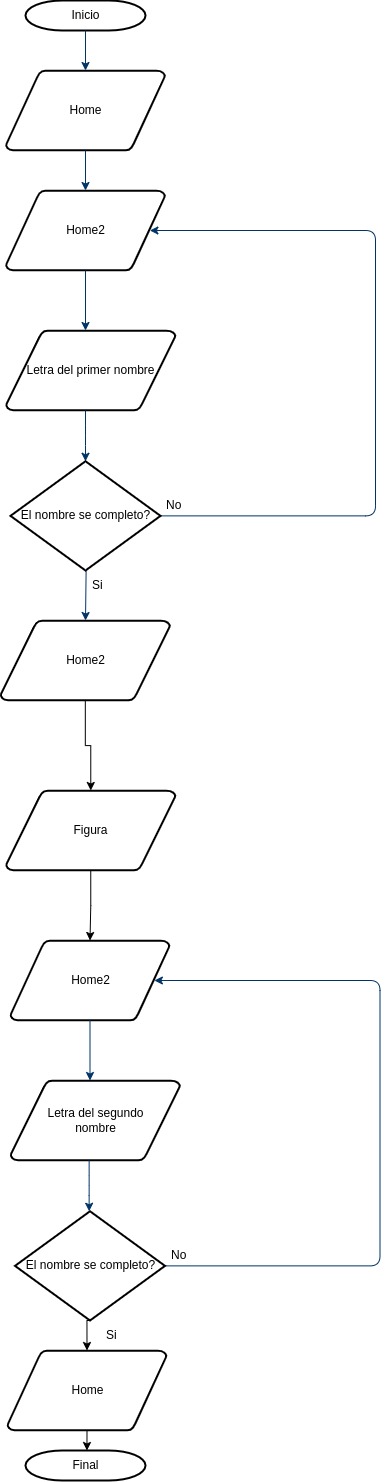 Inicio
Home
Home2
Letra del primer nombre
El nombre se completo?
No
Si
Home2
Figura
Home2
Letra del segundo
nombre
El nombre se completo?
No
Si
Home
Final